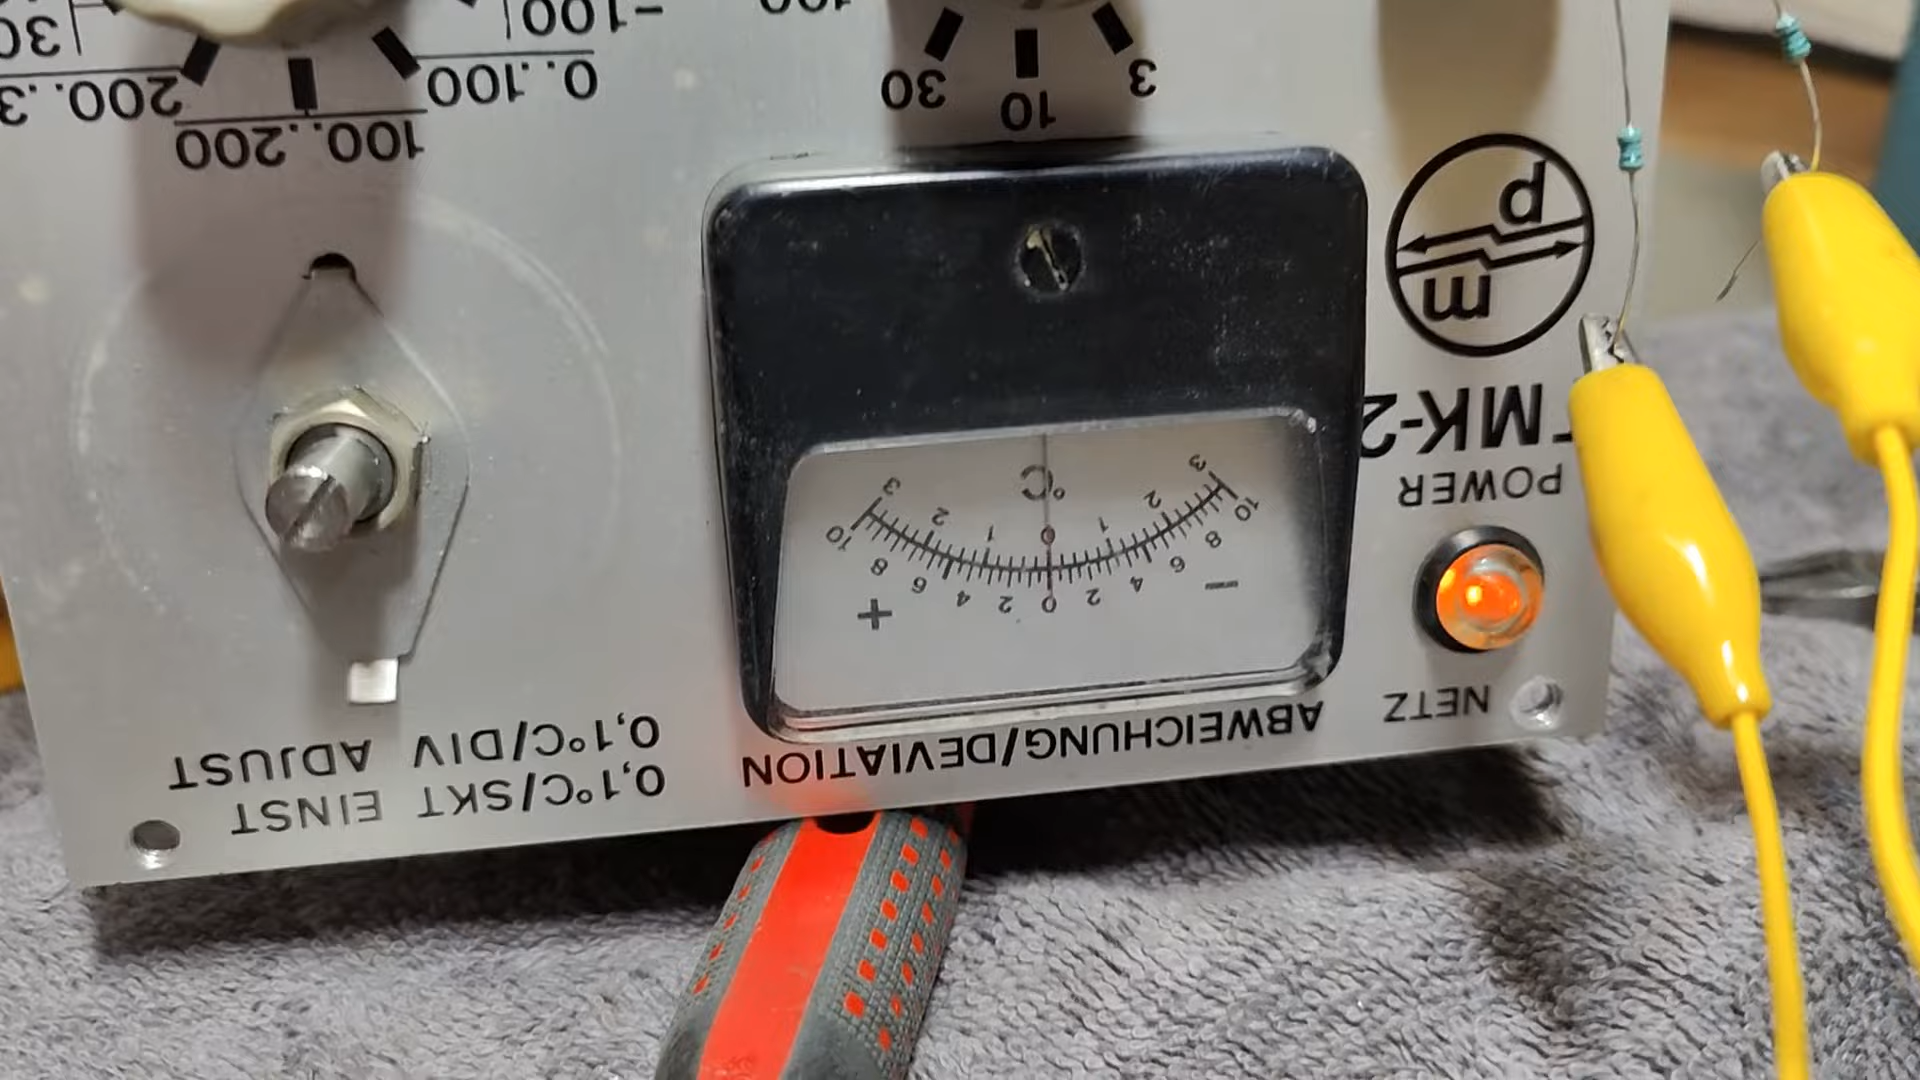 NETZ
POWER
TMK-2
m
p
ABWEICHUNG/DEVIATION
- +
10 8 6 4 2 0 2 4 6 8 10
3 2 1 1 2 3
°C
3 10 30 100
0,1°C/SKT EINST
0,1°C/DIV ADJUST
100..200
0..100 200..3
-100 30